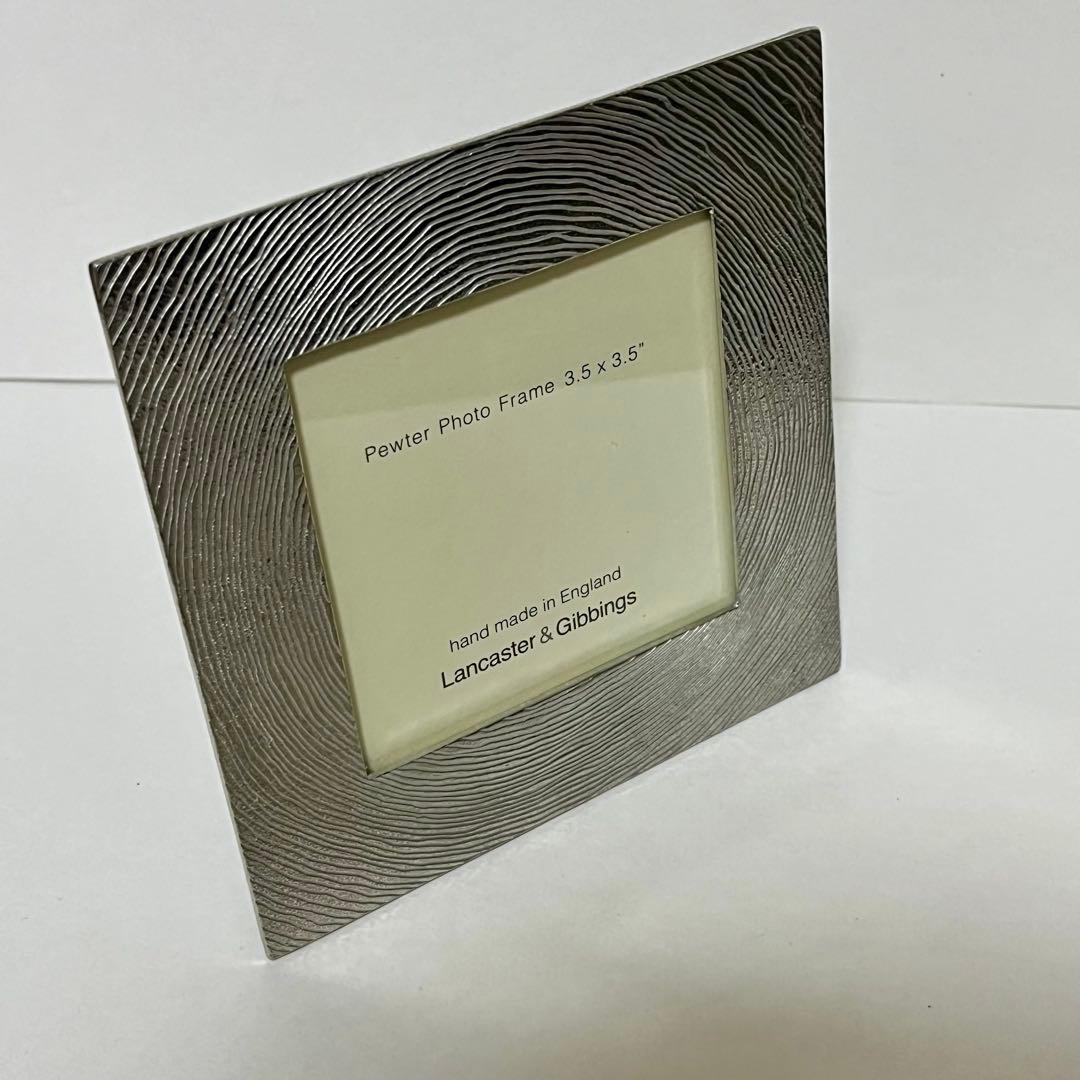 Pewter Photo Frame 3.5 x 3.5"
hand made in England
Lancaster & Gibbings